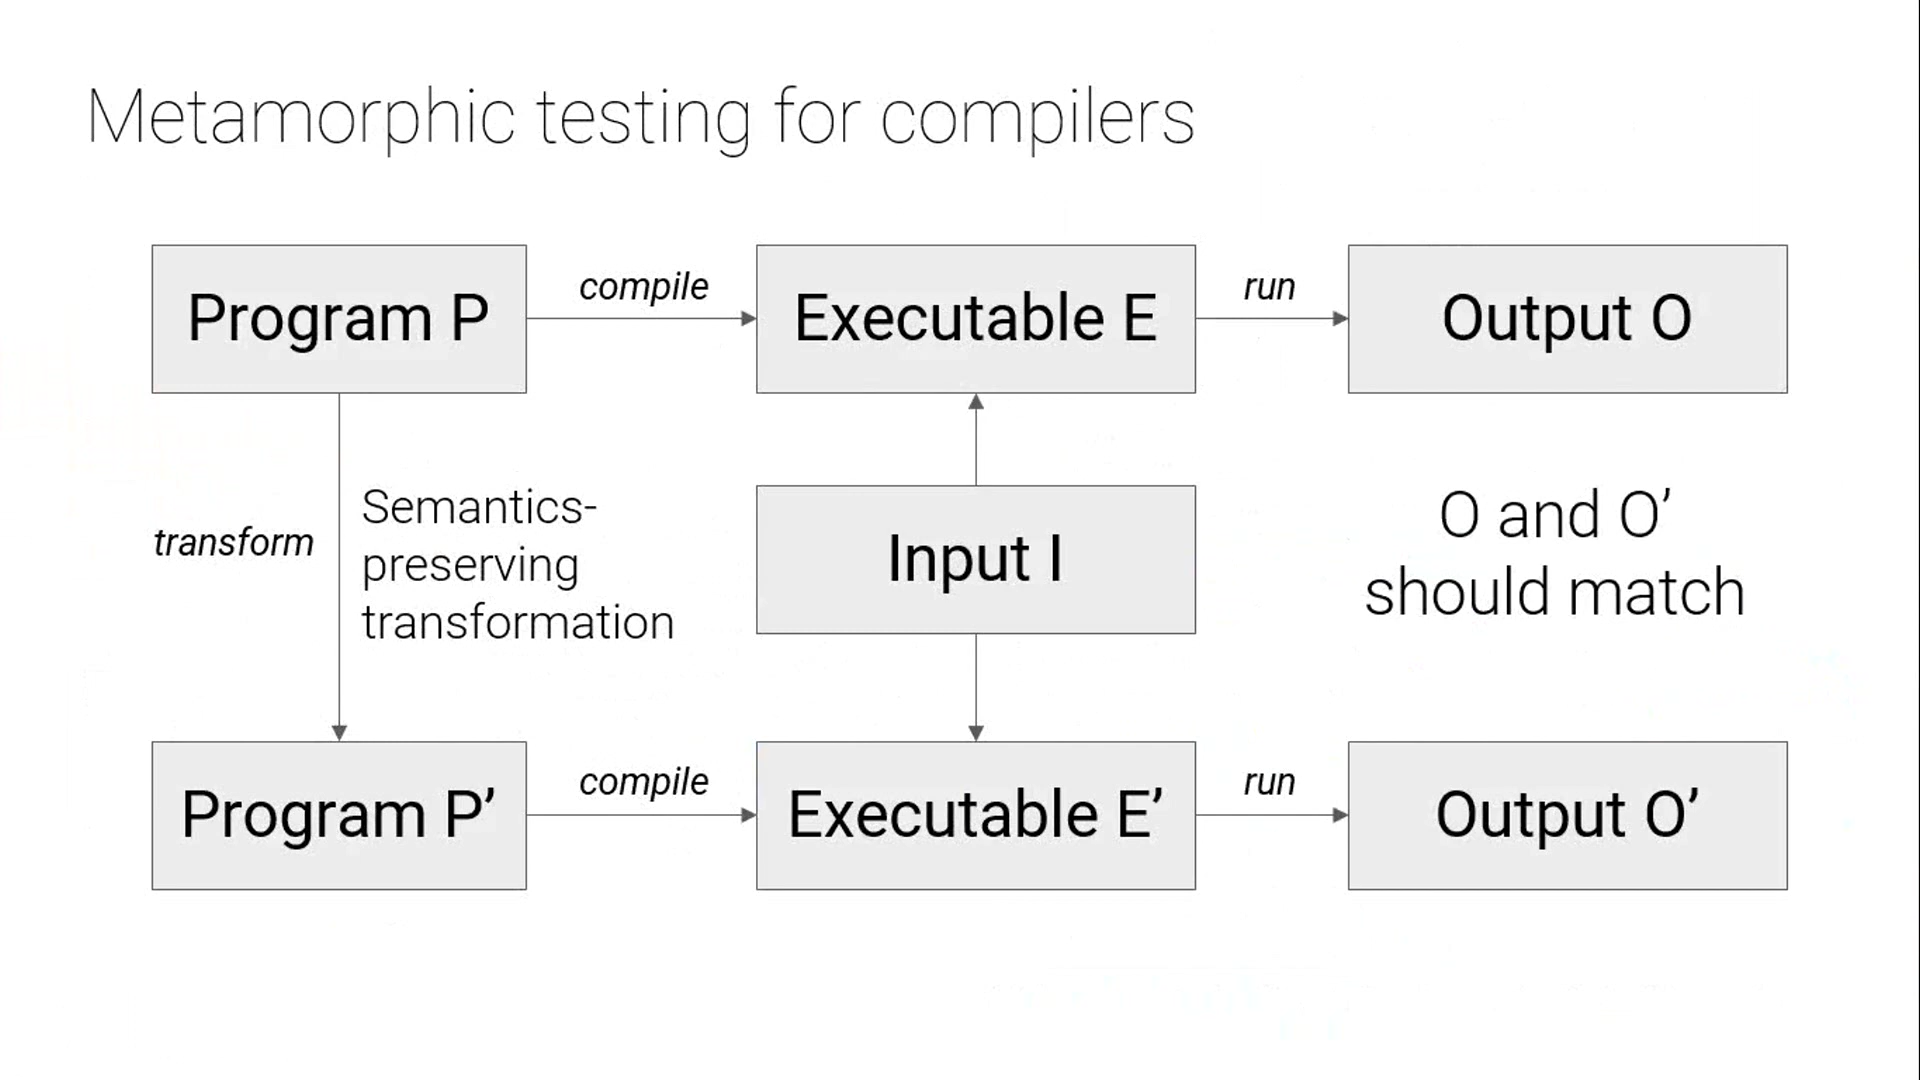 Metamorphic testing for compilers
Program P
compile
Executable E
run
Output O
transform
Semantics-
preserving
transformation
Input I
O and O’
should match
Program P’
compile
Executable E’
run
Output O’